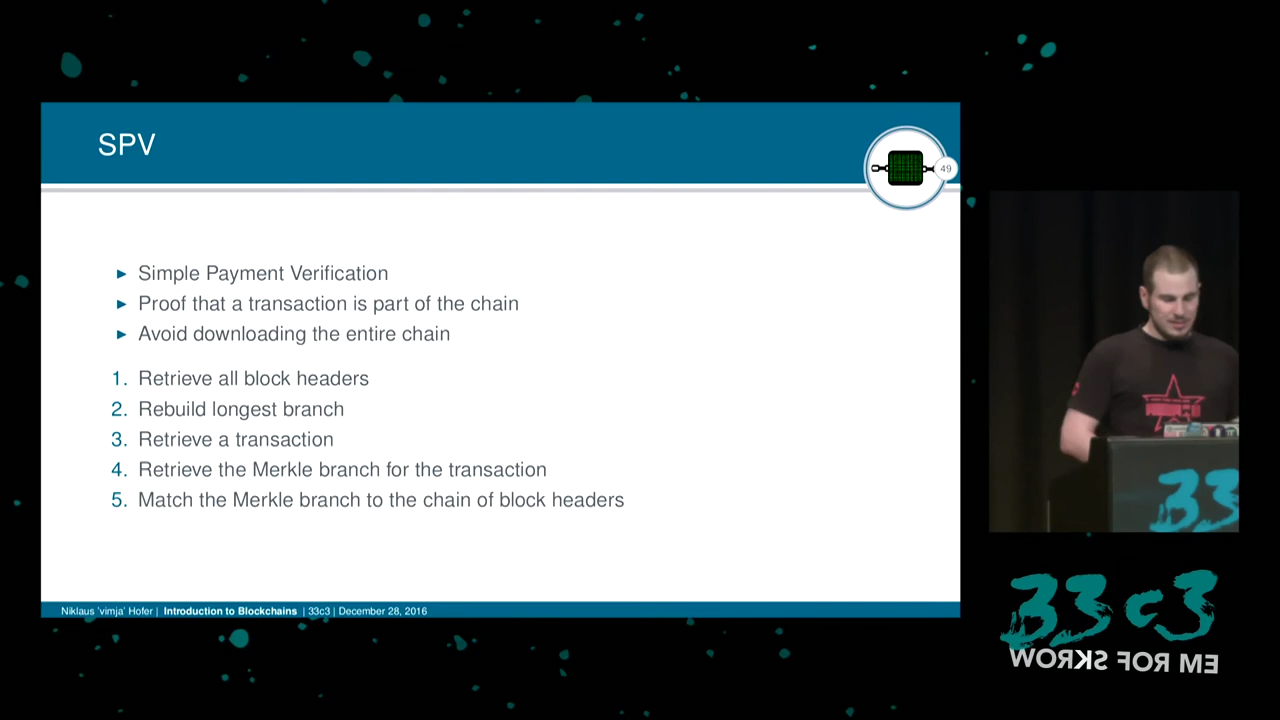 SPV
49
Simple Payment Verification
Proof that a transaction is part of the chain
Avoid downloading the entire chain
1. Retrieve all block headers
2. Rebuild longest branch
3. Retrieve a transaction
4. Retrieve the Merkle branch for the transaction
5. Match the Merkle branch to the chain of block headers
Niklaus 'vimja' Hofer | Introduction to Blockchains | 33c3 | December 28, 2016
33
33c3
WORKS FOR ME